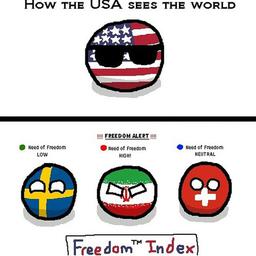 HOW THE USA SEES THE WORLD
!!! FREEDOM ALERT !!!
Need of Freedom Need of Freedom Need of Freedom
LOW HIGH! NEUTRAL
Freedom™ Index